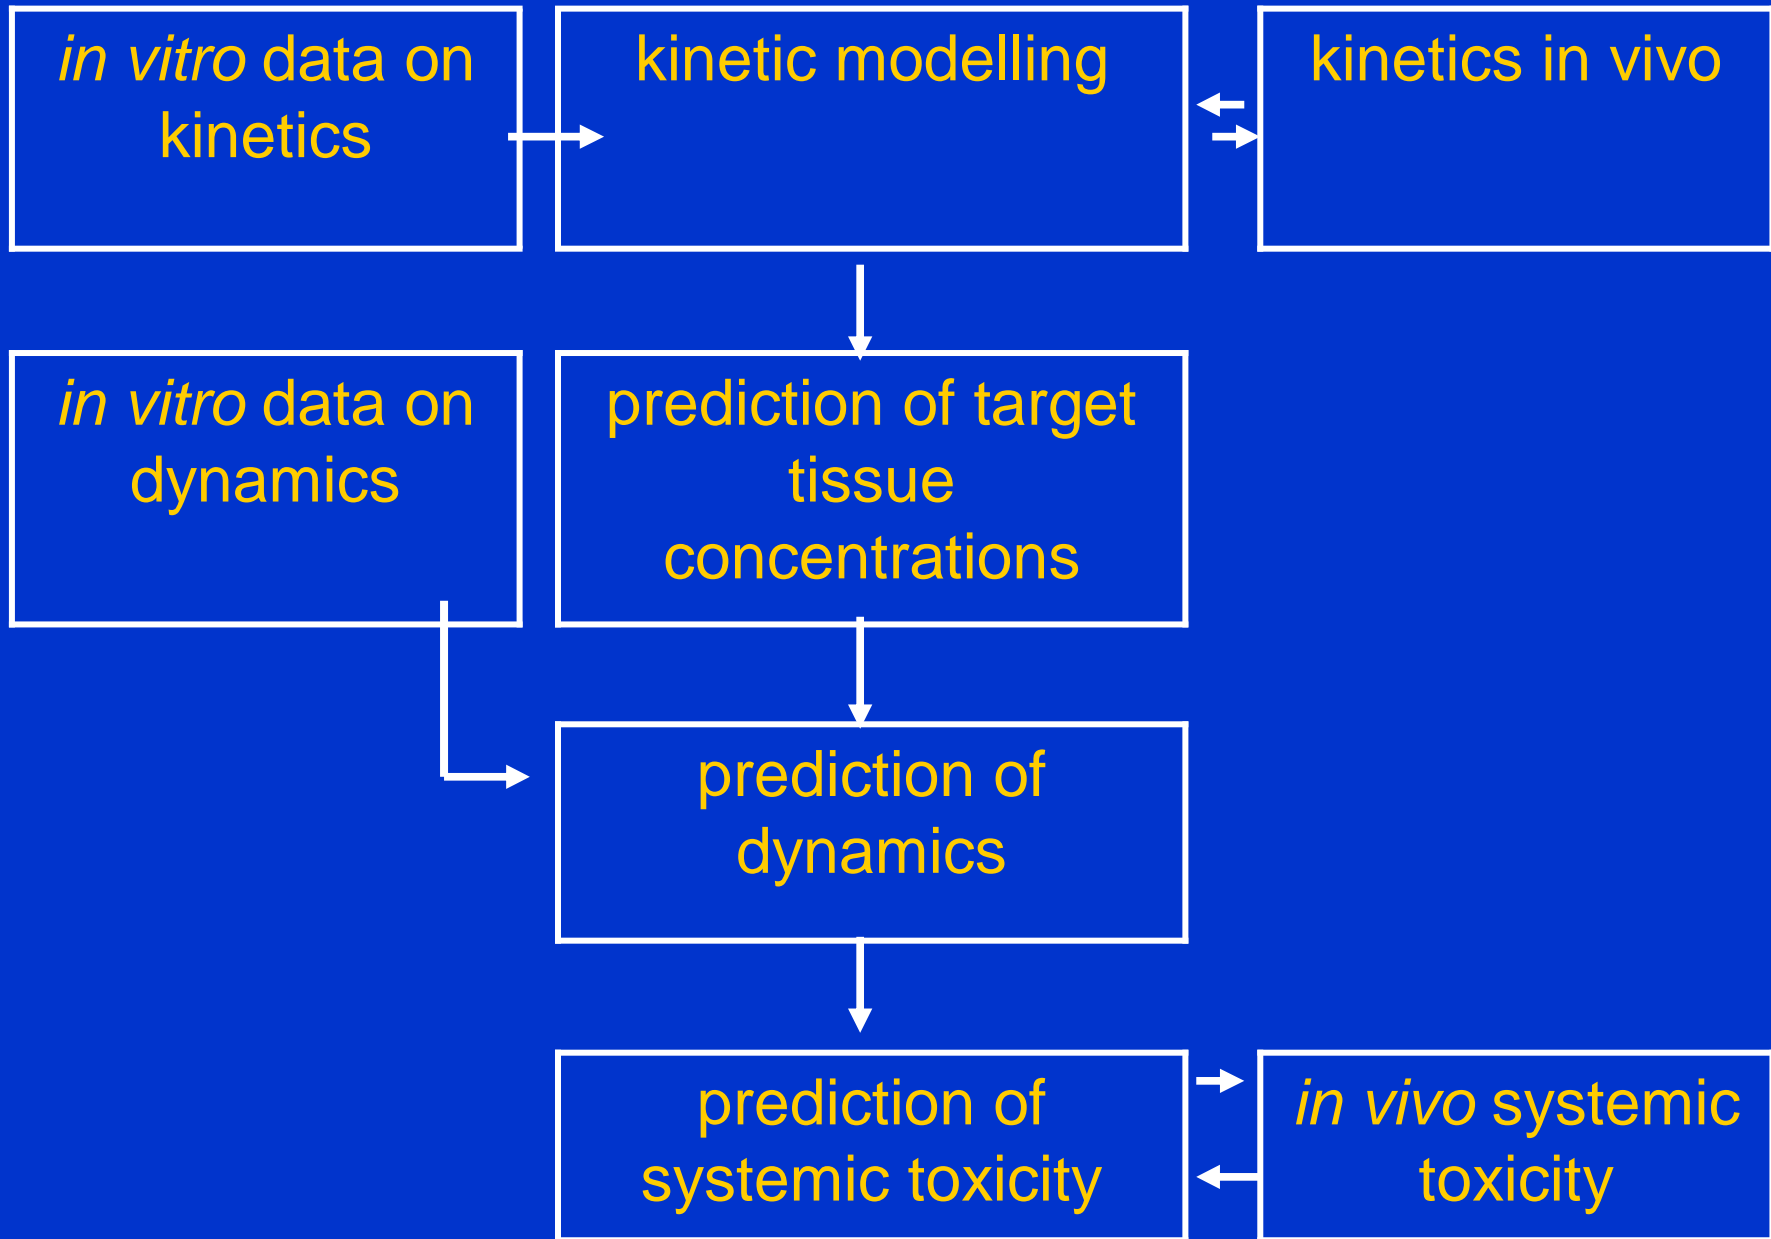 in vitro data on
kinetics
kinetic modelling
kinetics in vivo
in vitro data on
dynamics
prediction of target
tissue
concentrations
prediction of
dynamics
prediction of
systemic toxicity
in vivo systemic
toxicity